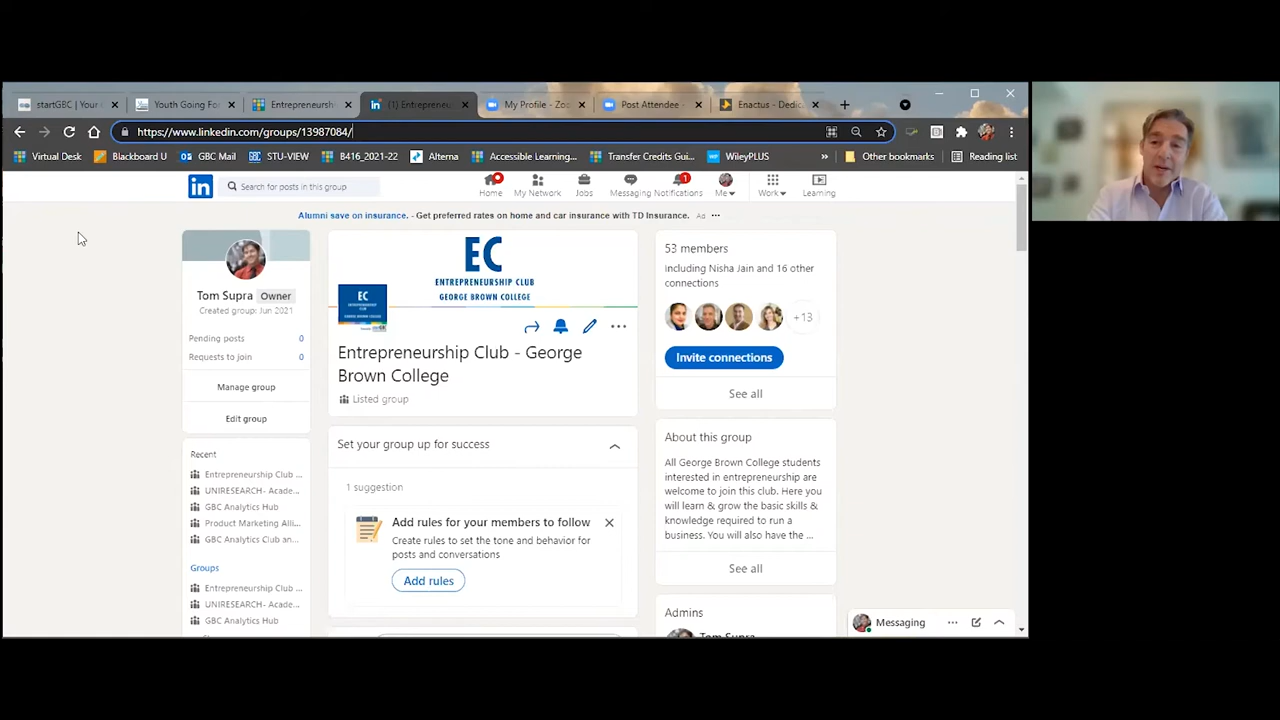 startGBC | Your
Youth Going For
Entrepreneursh
(1) Entrepreneu
My Profile - Zoo
Post Attendee -
Enactus - Dedic
https://www.linkedin.com/groups/13987084/
Virtual Desk
Blackboard U
GBC Mail
STU-VIEW
B416_2021-22
Alterna
Accessible Learning...
Transfer Credits Gui...
WileyPLUS
»
Other bookmarks
Reading list
in
Search for posts in this group
Home
My Network
Jobs
Messaging
Notifications
1
Me
Work
Learning
Alumni save on insurance. - Get preferred rates on home and car insurance with TD Insurance. Ad ...
Tom Supra Owner
Created group: Jun 2021
Pending posts 0
Requests to join 0
Manage group
Edit group
Recent
Entrepreneurship Club ...
UNIRESEARCH- Acade...
GBC Analytics Hub
Product Marketing Alli...
GBC Analytics Club an...
Groups
Entrepreneurship Club ...
UNIRESEARCH- Acade...
GBC Analytics Hub
EC
ENTREPRENEURSHIP CLUB
GEORGE BROWN COLLEGE
EC
Entrepreneurship Club - George
Brown College
Listed group
Set your group up for success
1 suggestion
Add rules for your members to follow
Create rules to set the tone and behavior for
posts and conversations
Add rules
53 members
Including Nisha Jain and 16 other
connections
+13
Invite connections
See all
About this group
All George Brown College students
interested in entrepreneurship are
welcome to join this club. Here you
will learn & grow the basic skills &
knowledge required to run a
business. You will also have the ...
See all
Admins
Tom Supra
Messaging